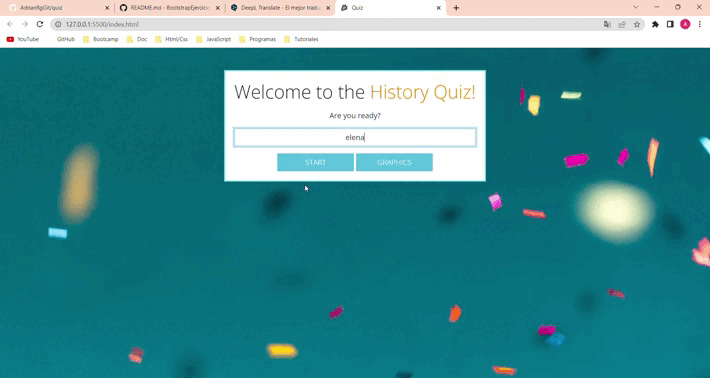 AdrianRgGit/quiz
README.md - BootstrapEjercicio
DeepL Translate - El mejor tradu
Quiz
127.0.0.1:5500/index.html
YouTube
GitHub
Bootcamp
Doc
Html/Css
JavaScript
Programas
Tutoriales
Welcome to the History Quiz!
Are you ready?
elena
START
GRAPHICS